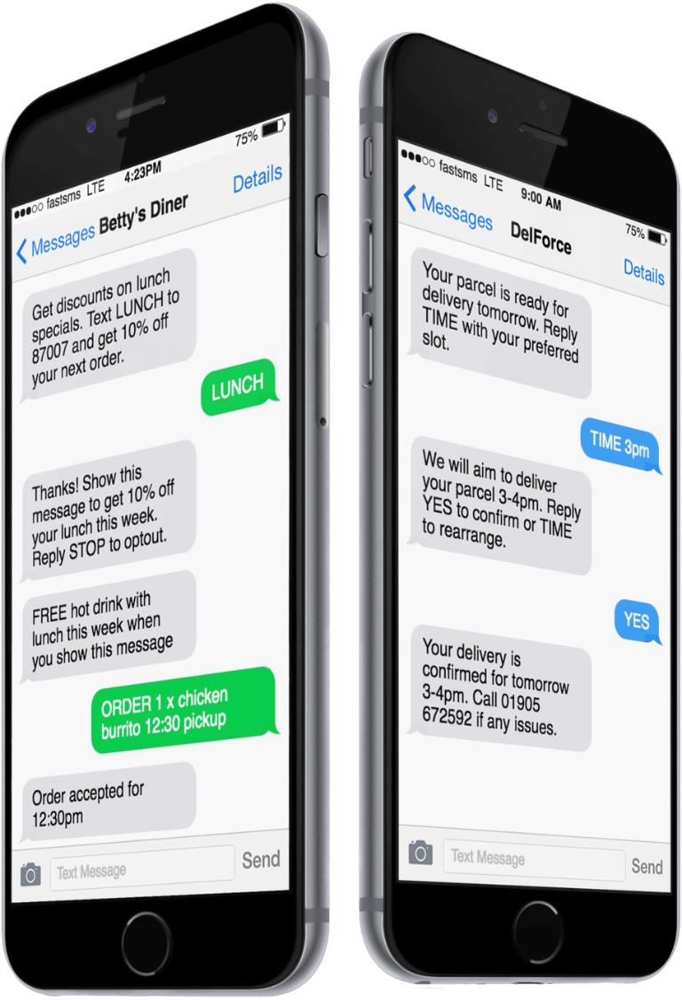 fastsms LTE 4:23PM 75%
Messages Betty's Diner Details
Get discounts on lunch
specials. Text LUNCH to
87007 and get 10% off
your next order.
LUNCH
Thanks! Show this
message to get 10% off
your lunch this week.
Reply STOP to optout.
FREE hot drink with
lunch this week when
you show this message
ORDER 1 x chicken
burrito 12:30 pickup
Order accepted for
12:30pm
Text Message Send
fastsms LTE 9:00 AM 75%
Messages DelForce Details
Your parcel is ready for
delivery tomorrow. Reply
TIME with your preferred
slot.
TIME 3pm
We will aim to deliver
your parcel 3-4pm. Reply
YES to confirm or TIME
to rearrange.
YES
Your delivery is
confirmed for tomorrow
3-4pm. Call 01905
672592 if any issues.
Text Message Send